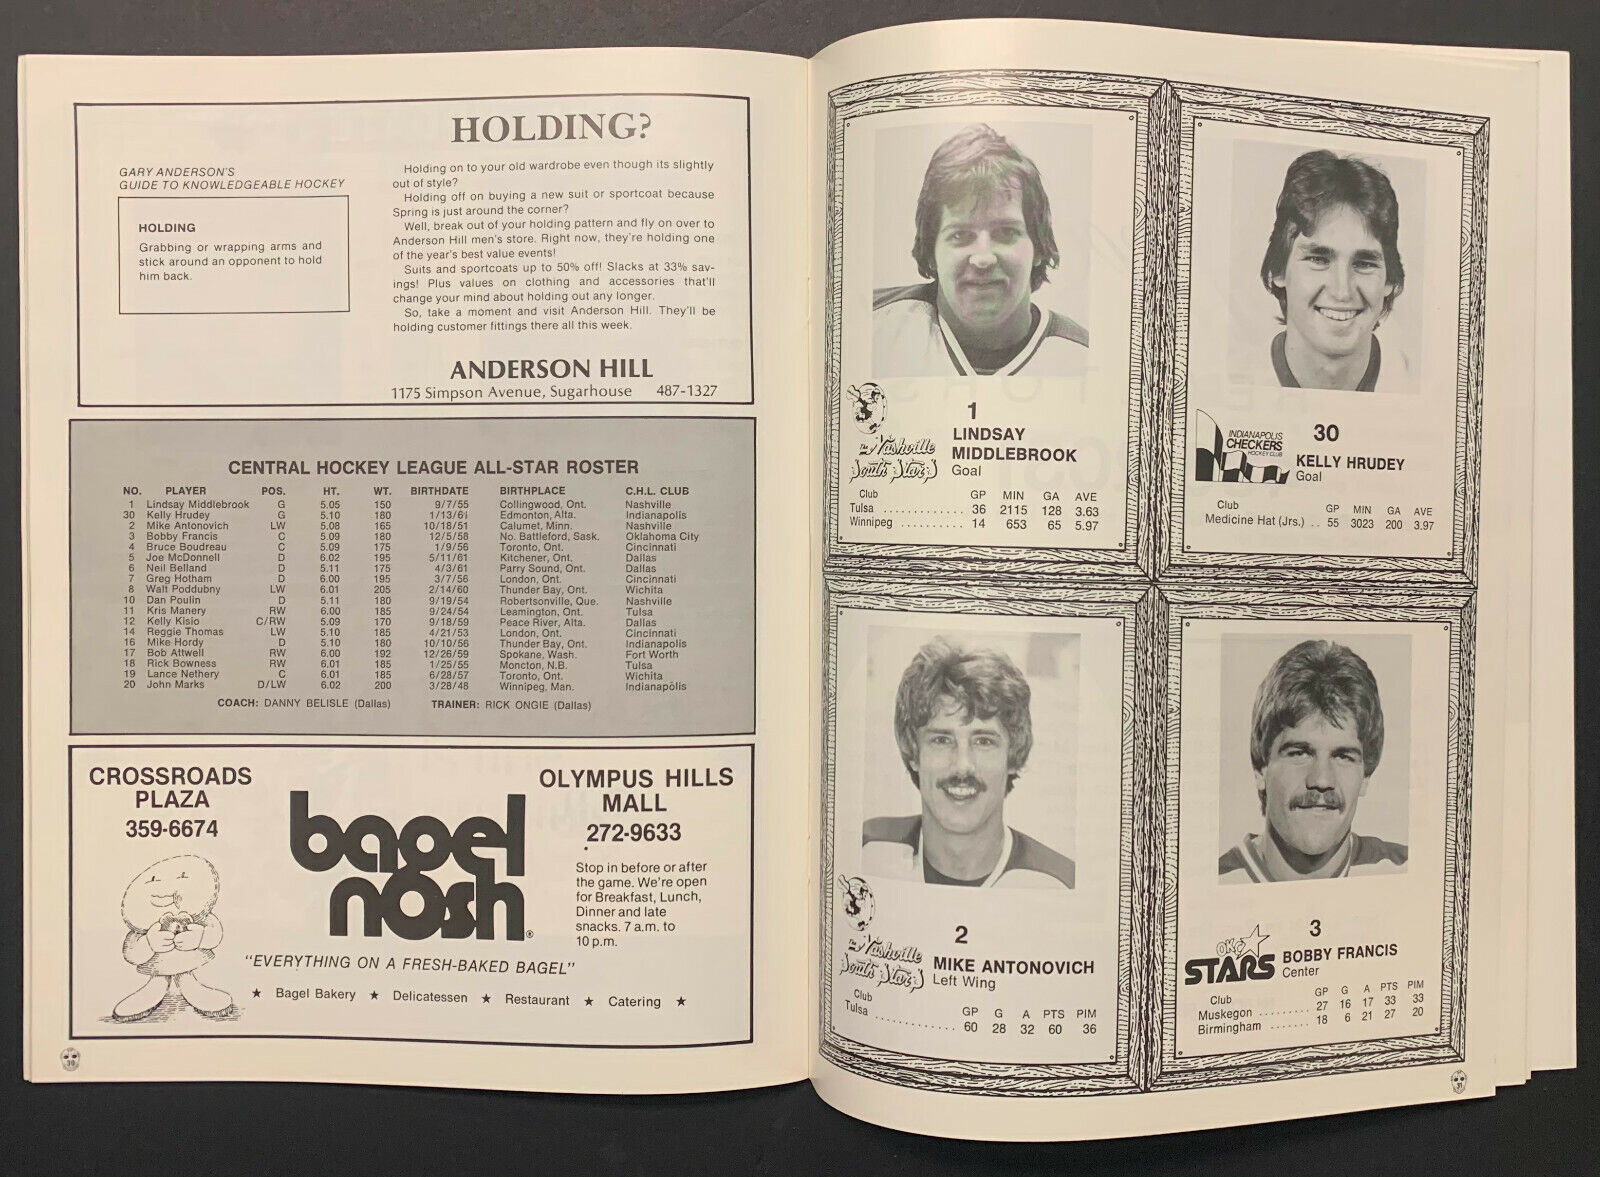 HOLDING?
GARY ANDERSON'S
GUIDE TO KNOWLEDGEABLE HOCKEY
HOLDING
Grabbing or wrapping arms and
stick around an opponent to hold
him back.
Holding on to your old wardrobe even though its slightly
out of style?
Holding off on buying a new suit or sportcoat because
Spring is just around the corner?
Well, break out of your holding pattern and fly on over to
Anderson Hill men's store. Right now, they're holding one
of the year's best value events!
Suits and sportcoats up to 50% off! Slacks at 33% sav-
ings! Plus values on clothing and accessories that'll
change your mind about holding out any longer.
So, take a moment and visit Anderson Hill. They'll be
holding customer fittings there all this week.
ANDERSON HILL
1175 Simpson Avenue, Sugarhouse 487-1327
CENTRAL HOCKEY LEAGUE ALL-STAR ROSTER
NO. PLAYER POS. HT. WT. BIRTHDATE BIRTHPLACE C.H.L. CLUB
1 Lindsay Middlebrook G 5.05 150 9/7/55 Collingwood, Ont. Nashville
30 Kelly Hrudey G 5.10 180 1/13/61 Edmonton, Alta. Indianapolis
2 Mike Antonovich LW 5.08 165 10/18/51 Calumet, Minn. Nashville
3 Bobby Francis C 5.09 180 12/5/58 No. Battleford, Sask. Oklahoma City
4 Bruce Boudreau C 5.09 175 1/9/56 Toronto, Ont. Cincinnati
5 Joe McDonnell D 6.02 195 5/11/61 Kitchener, Ont. Dallas
6 Neil Belland D 5.11 175 4/3/61 Parry Sound, Ont. Dallas
7 Greg Hotham D 6.00 195 3/7/56 London, Ont. Cincinnati
8 Walt Poddubny LW 6.01 205 2/14/60 Thunder Bay, Ont. Wichita
10 Dan Poulin D 5.11 180 9/19/54 Robertsonville, Que. Nashville
11 Kris Manery RW 6.00 185 9/24/54 Leamington, Ont. Tulsa
12 Kelly Kisio C/RW 5.09 170 9/18/59 Peace River, Alta. Dallas
14 Reggie Thomas LW 5.10 185 4/21/53 London, Ont. Cincinnati
16 Mike Hordy D 5.10 180 10/10/56 Thunder Bay, Ont. Indianapolis
17 Bob Attwell RW 6.00 192 12/26/59 Spokane, Wash. Fort Worth
18 Rick Bowness RW 6.01 185 1/25/55 Moncton, N.B. Tulsa
19 Lance Nethery C 6.01 185 6/28/57 Toronto, Ont. Wichita
20 John Marks D/LW 6.02 200 3/28/48 Winnipeg, Man. Indianapolis
COACH: DANNY BELISLE (Dallas) TRAINER: RICK ONGIE (Dallas)
CROSSROADS
PLAZA
359-6674
bagel
nosh®
OLYMPUS HILLS
MALL
272-9633
Stop in before or after
the game. We're open
for Breakfast, Lunch,
Dinner and late
snacks. 7 a.m. to
10 p.m.
"EVERYTHING ON A FRESH-BAKED BAGEL"
★ Bagel Bakery ★ Delicatessen ★ Restaurant ★ Catering ★
30
The Nashville
South Stars
1
LINDSAY
MIDDLEBROOK
Goal
Club GP MIN GA AVE
Tulsa ............. 36 2115 128 3.63
Winnipeg .......... 14 653 65 5.97
INDIANAPOLIS
CHECKERS
HOCKEY CLUB
30
KELLY HRUDEY
Goal
Club GP MIN GA AVE
Medicine Hat (Jrs.) .. 55 3023 200 3.97
The Nashville
South Stars
2
MIKE ANTONOVICH
Left Wing
Club GP G A PTS PIM
Tulsa ............ 60 28 32 60 36
OKC
STARS
3
BOBBY FRANCIS
Center
Club GP G A PTS PIM
Muskegon ......... 27 16 17 33 33
Birmingham ....... 18 6 21 27 20
31